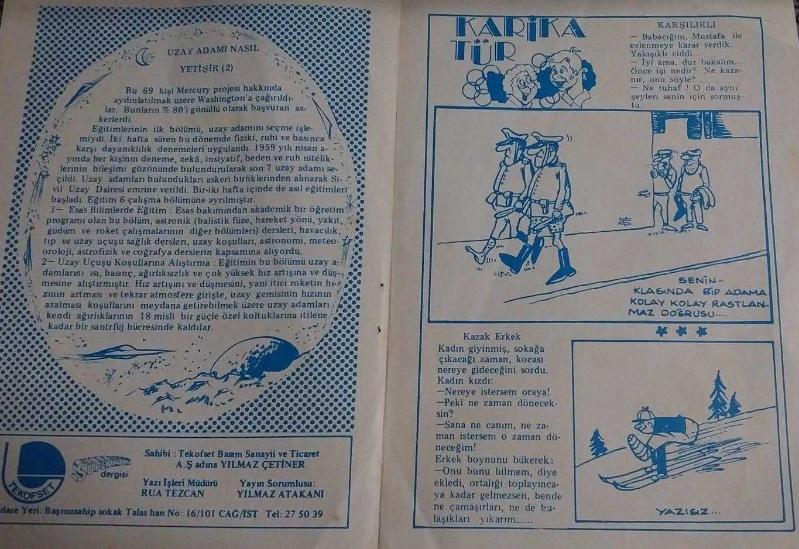 UZAY ADAMI NASIL
YETİŞİR (2)
Bu 69 kişi Mercury projesi hakkında
aydınlatılmak üzere Washington'a çağırıldı-
lar. Bunların % 80'i gönüllü olarak başvuran as-
kerlerdi.
Eğitimlerinin ilk bölümü, uzay adamını seçme işle-
miydi. İki hafta süren bu dönemde fiziki, ruhi ve basınca
karşı dayanıklılık denemeleri uygulandı. 1959 yılı nisan a-
yında her kişinin deneme, zekâ, insiyatif, beden ve ruh nitelik-
lerinin bileşimi gözönünde bulundurularak son 7 uzay adamı se-
çildi. Uzay adamları bulundukları askeri birliklerinden alınarak Si-
vil Uzay Dairesi emrine verildi. Bir-iki hafta içinde de asıl eğitimleri
başladı. Eğitim 6 çalışma bölümüne ayrılmıştır.
1— Esas Bilimlerde Eğitim : Esas bakımından akademik bir öğretim
programı olan bu bölüm, astronik (balistik füze, hareket yönü, yakıt,
güdüm ve roket çalışmalarının diğer bölümleri) dersleri, havacılık,
tıp ve uzay uçuşu sağlık dersleri, uzay koşulları, astronomi, meteo-
oroloji, astrofizik ve coğrafya derslerin kapsamına alıyordu.
2— Uzay Uçuşu Koşullarına Alıştırma : Eğitimin bu bölümü uzay a-
damlarını ısı, basınç, ağırlıksızlık ve çok yüksek hız artışına ve düş-
mesine alıştırmıştır. Hız artışını ve düşmesini, yani itici roketin hı-
zının artması ve tekrar atmosfere girişte, uzay gemisinin hızının
azalması koşullarını meydana getirebilmek üzere uzay adamları ,
kendi ağırlıklarının 18 misli bir güçle özel koltuklarına itilene
kadar bir santrfüj hücresinde kaldılar.
TEKOFSET
dergisi
Sahibi : Tekofset Basım Sanayii ve Ticaret
A.Ş adına YILMAZ ÇETİNER
Yazı İşleri Müdürü
RUA TEZCAN
Yayın Sorumlusu:
YILMAZ ATAKANI
dare Yeri: Başmusahip sokak Talas han No: 16/101 CAĞ/İST Tel: 27 50 39
KARİKA
TÜR
KARŞILIKLI
— Babacığım, Mustafa ile
evlenmeye karar verdik.
Yakışıklı ciddi...
— İyi ama, dur bakalım...
Önce işi nedir? Ne kaza-
nır, onu söyle?
— Ne tuhaf ! O da aynı
şeyleri senin için sormuş-
tu.
SENİN
KLASINDA BİR ADAMA
KOLAY KOLAY RASTLAN-
MAZ DOĞRUSU....
Kazak Erkek
Kadın giyinmiş, sokağa
çıkacağı zaman, kocası
nereye gideceğini sordu.
Kadın kızdı:
—Nereye istersem oraya!
—Peki ne zaman dönecek-
sin?
—Sana ne canım, ne za-
man istersem o zaman dö-
neceğim!
Erkek boynunu bükerek:
—Onu bunu bilmem, diye
ekledi, ortalığı toplayınca-
ya kadar gelmezsen, bende
ne çamaşırları, ne de bu-
laşıkları yıkarım......
YAZISIZ...